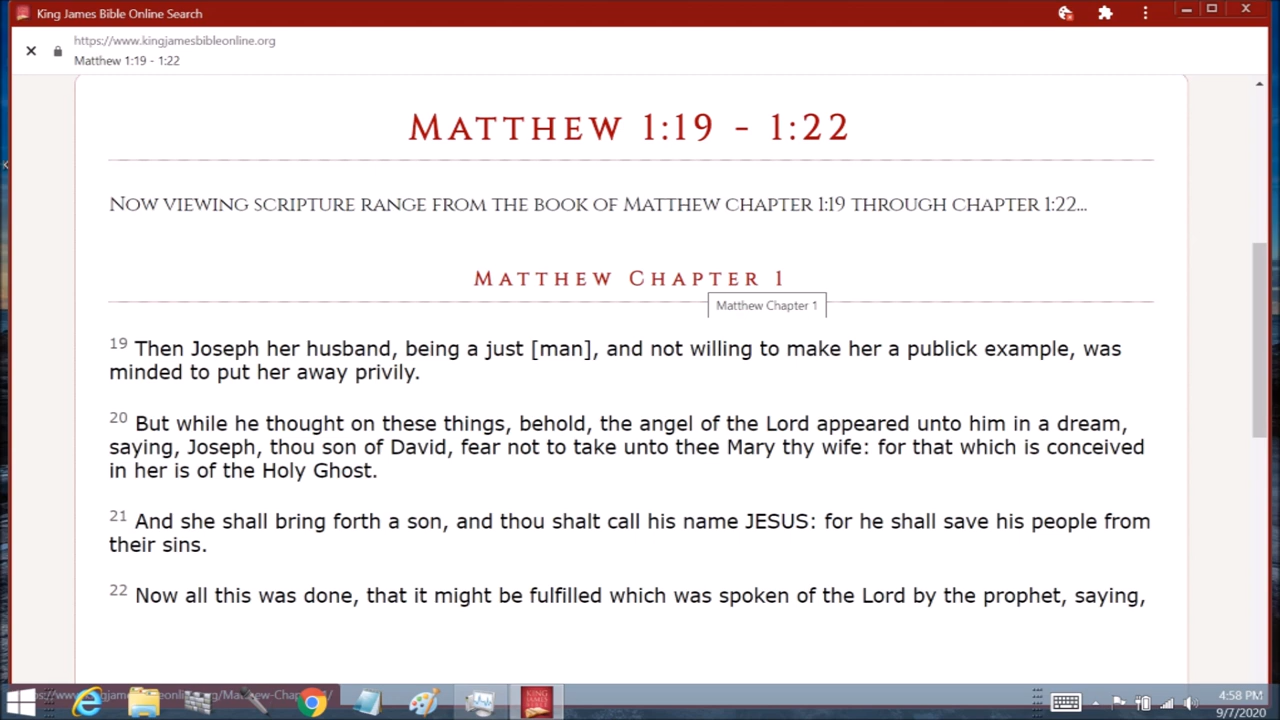 King James Bible Online Search
https://www.kingjamesbibleonline.org
Matthew 1:19 - 1:22
MATTHEW 1:19 - 1:22
NOW VIEWING SCRIPTURE RANGE FROM THE BOOK OF MATTHEW CHAPTER 1:19 THROUGH CHAPTER 1:22...
MATTHEW CHAPTER 1
Matthew Chapter 1
19 Then Joseph her husband, being a just [man], and not willing to make her a publick example, was
minded to put her away privily.
20 But while he thought on these things, behold, the angel of the Lord appeared unto him in a dream,
saying, Joseph, thou son of David, fear not to take unto thee Mary thy wife: for that which is conceived
in her is of the Holy Ghost.
21 And she shall bring forth a son, and thou shalt call his name JESUS: for he shall save his people from
their sins.
22 Now all this was done, that it might be fulfilled which was spoken of the Lord by the prophet, saying,
KING JAMES BIBLE
4:58 PM
9/7/2020